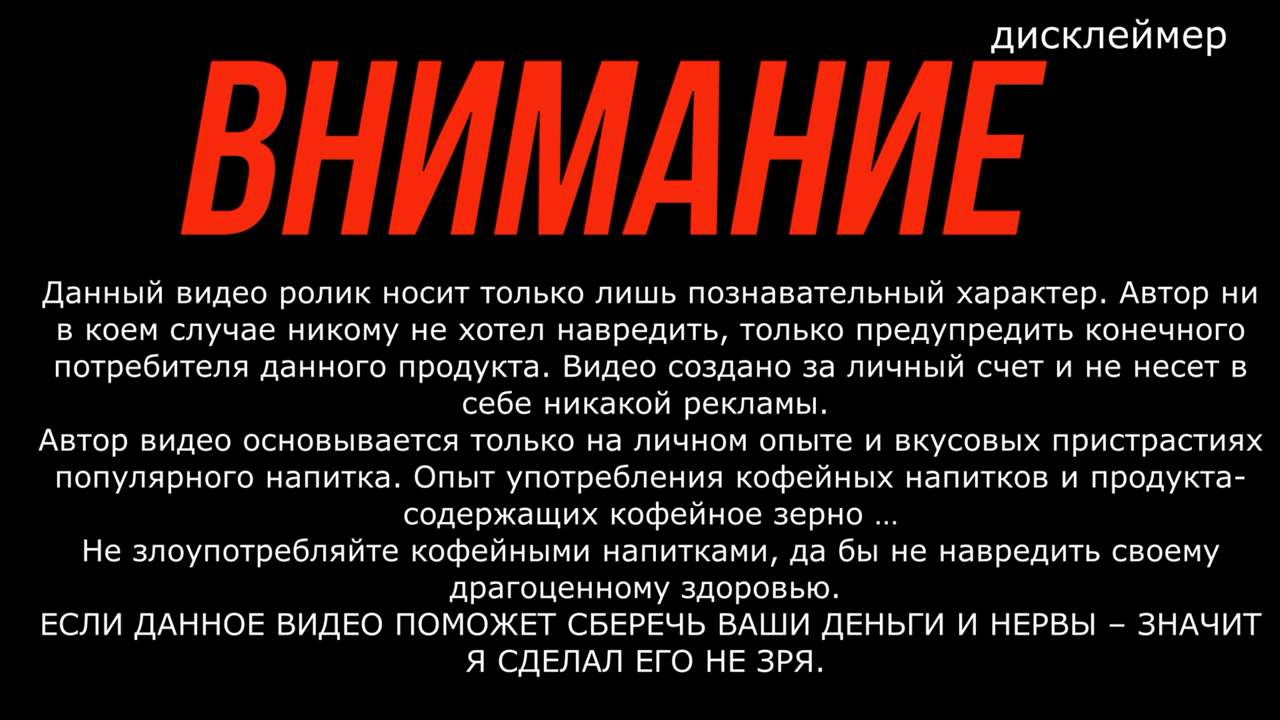 дисклеймер
ВНИМАНИЕ
Данный видео ролик носит только лишь познавательный характер. Автор ни
в коем случае никому не хотел навредить, только предупредить конечного
потребителя данного продукта. Видео создано за личный счет и не несет в
себе никакой рекламы.
Автор видео основывается только на личном опыте и вкусовых пристрастиях
популярного напитка. Опыт употребления кофейных напитков и продукта-
содержащих кофейное зерно ...
Не злоупотребляйте кофейными напитками, да бы не навредить своему
драгоценному здоровью.
ЕСЛИ ДАННОЕ ВИДЕО ПОМОЖЕТ СБЕРЕЧЬ ВАШИ ДЕНЬГИ И НЕРВЫ – ЗНАЧИТ
Я СДЕЛАЛ ЕГО НЕ ЗРЯ.